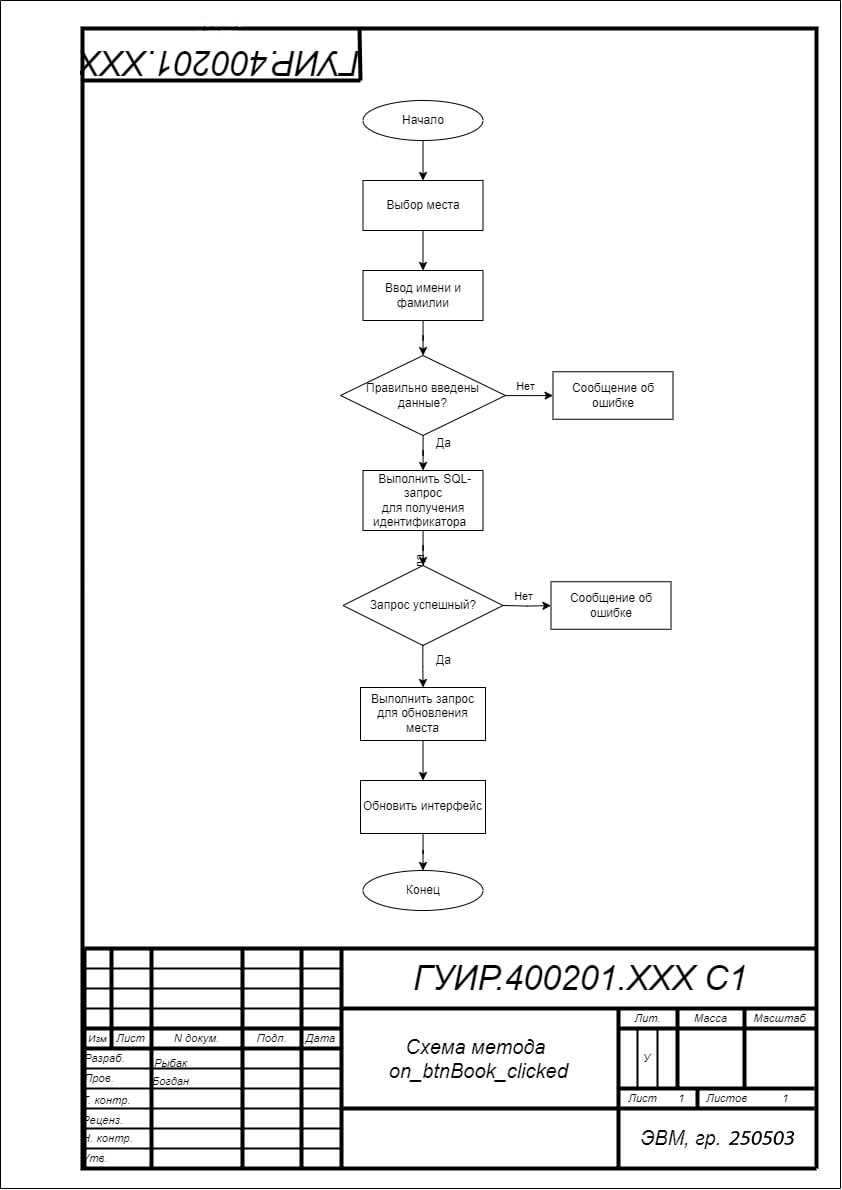 ГУИР.400201.XXX
Начало
Выбор места
Ввод имени и
фамилии
Правильно введены
данные?
Нет
Сообщение об
ошибке
Да
Выполнить SQL-
запрос
для получения
идентификатора
да
Запрос успешный?
Нет
Сообщение об
ошибке
Да
Выполнить запрос
для обновления
места
Обновить интерфейс
Конец
ГУИР.400201.XXX С1
Изм Лист N докум. Подп. Дата
Разраб. Рыбак
Пров. Богдан
Т. контр.
Реценз.
Н. контр.
Утв.
Схема метода
on_btnBook_clicked
Лит. Масса Масштаб
У
Лист 1 Листов 1
ЭВМ, гр. 250503